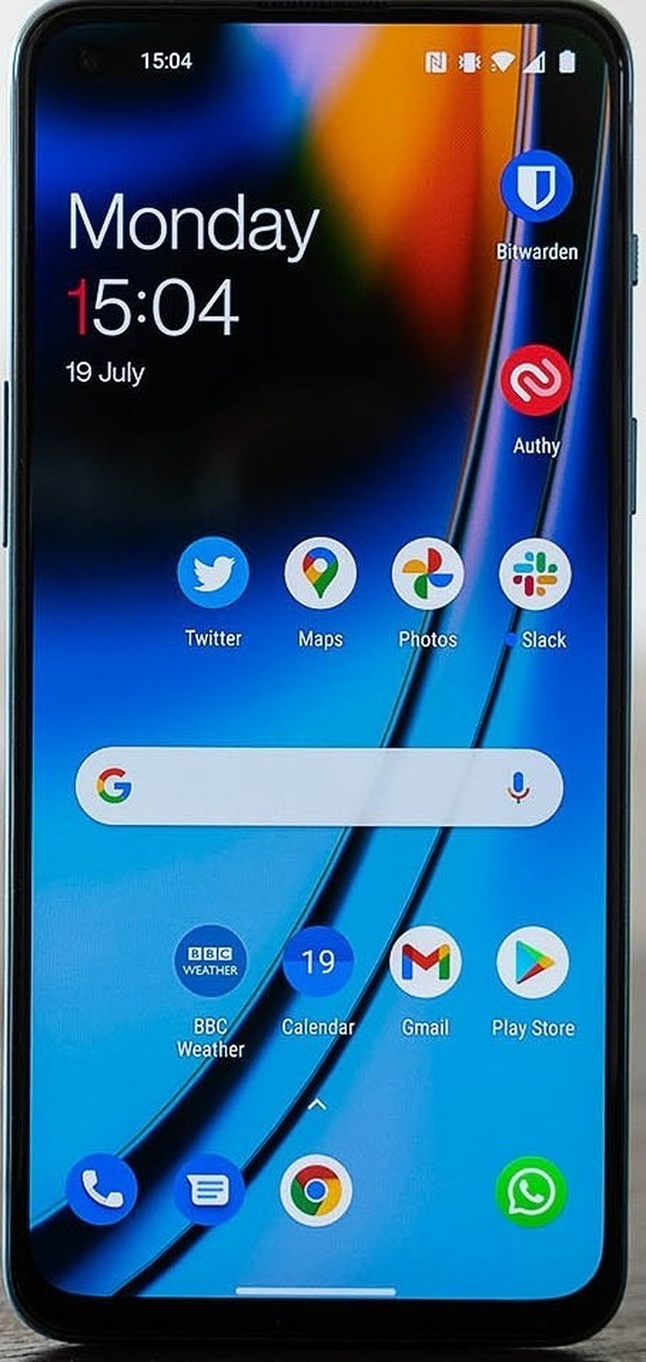 15:04
Bitwarden
Monday
15:04
19 July
Authy
Twitter Maps Photos Slack
G
BBC
WEATHER
19
BBC Calendar Gmail Play Store
Weather